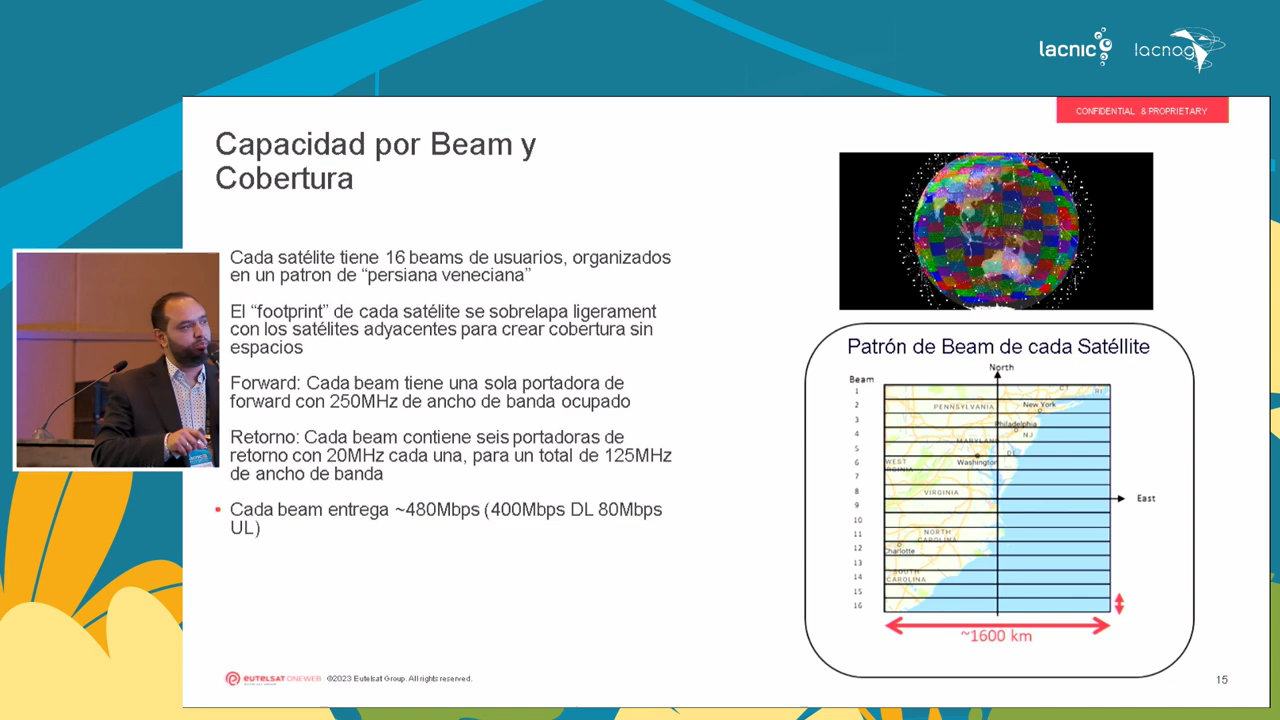 lacnic
lacnog
CONFIDENTIAL & PROPRIETARY
Capacidad por Beam y
Cobertura
Cada satélite tiene 16 beams de usuarios, organizados
en un patron de “persiana veneciana”
El “footprint” de cada satélite se sobrelapa ligerament
con los satélites adyacentes para crear cobertura sin
espacios
Forward: Cada beam tiene una sola portadora de
forward con 250MHz de ancho de banda ocupado
Retorno: Cada beam contiene seis portadoras de
retorno con 20MHz cada una, para un total de 125MHz
de ancho de banda
• Cada beam entrega ~480Mbps (400Mbps DL 80Mbps
UL)
Patrón de Beam de cada Satéllite
North
Beam
1
2
3
4
5
6
7
8
9
10
11
12
13
14
15
16
CT
RI
PENNSYLVANIA
New York
Philadelphia
NJ
MARYLAND
DE
WEST
VIRGINIA
Washington
VIRGINIA
East
NORTH
CAROLINA
Charlotte
SOUTH
CAROLINA
~1600 km
EUTELSAT ONEWEB
©2023 Eutelsat Group. All rights reserved.
15